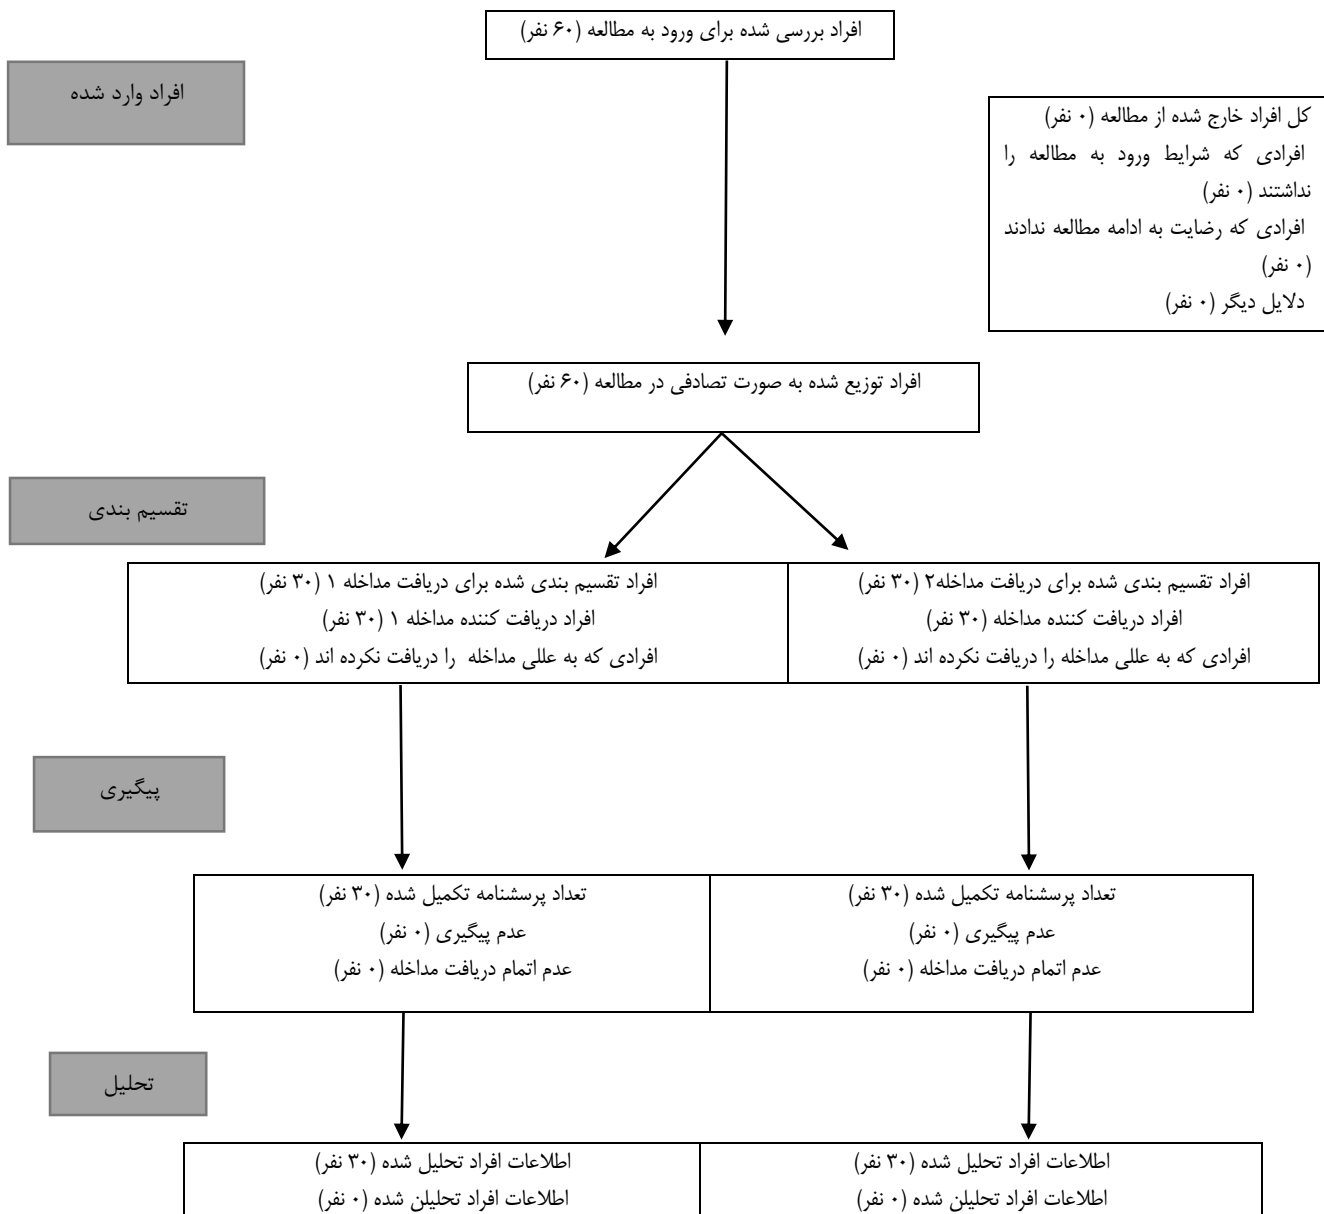 افراد بررسی شده برای ورود به مطالعه (۶۰ نفر)
افراد وارد شده
کل افراد خارج شده از مطالعه (۰ نفر)
افرادی که شرایط ورود به مطالعه را
نداشتند (۰ نفر)
افرادی که رضایت به ادامه مطالعه ندادند
(۰ نفر)
دلایل دیگر (۰ نفر)
افراد توزیع شده به صورت تصادفی در مطالعه (۶۰ نفر)
تقسیم بندی
افراد تقسیم بندی شده برای دریافت مداخله۲ (۳۰ نفر)
افراد دریافت کننده مداخله (۳۰ نفر)
افرادی که به عللی مداخله را دریافت نکرده اند (۰ نفر)
افراد تقسیم بندی شده برای دریافت مداخله ۱ (۳۰ نفر)
افراد دریافت کننده مداخله ۱ (۳۰ نفر)
افرادی که به عللی مداخله را دریافت نکرده اند (۰ نفر)
پیگیری
تعداد پرسشنامه تکمیل شده (۳۰ نفر)
عدم پیگیری (۰ نفر)
عدم اتمام دریافت مداخله (۰ نفر)
تعداد پرسشنامه تکمیل شده (۳۰ نفر)
عدم پیگیری (۰ نفر)
عدم اتمام دریافت مداخله (۰ نفر)
تحلیل
اطلاعات افراد تحلیل شده (۳۰ نفر)
اطلاعات افراد تحلیلن شده (۰ نفر)
اطلاعات افراد تحلیل شده (۳۰ نفر)
اطلاعات افراد تحلیلن شده (۰ نفر)